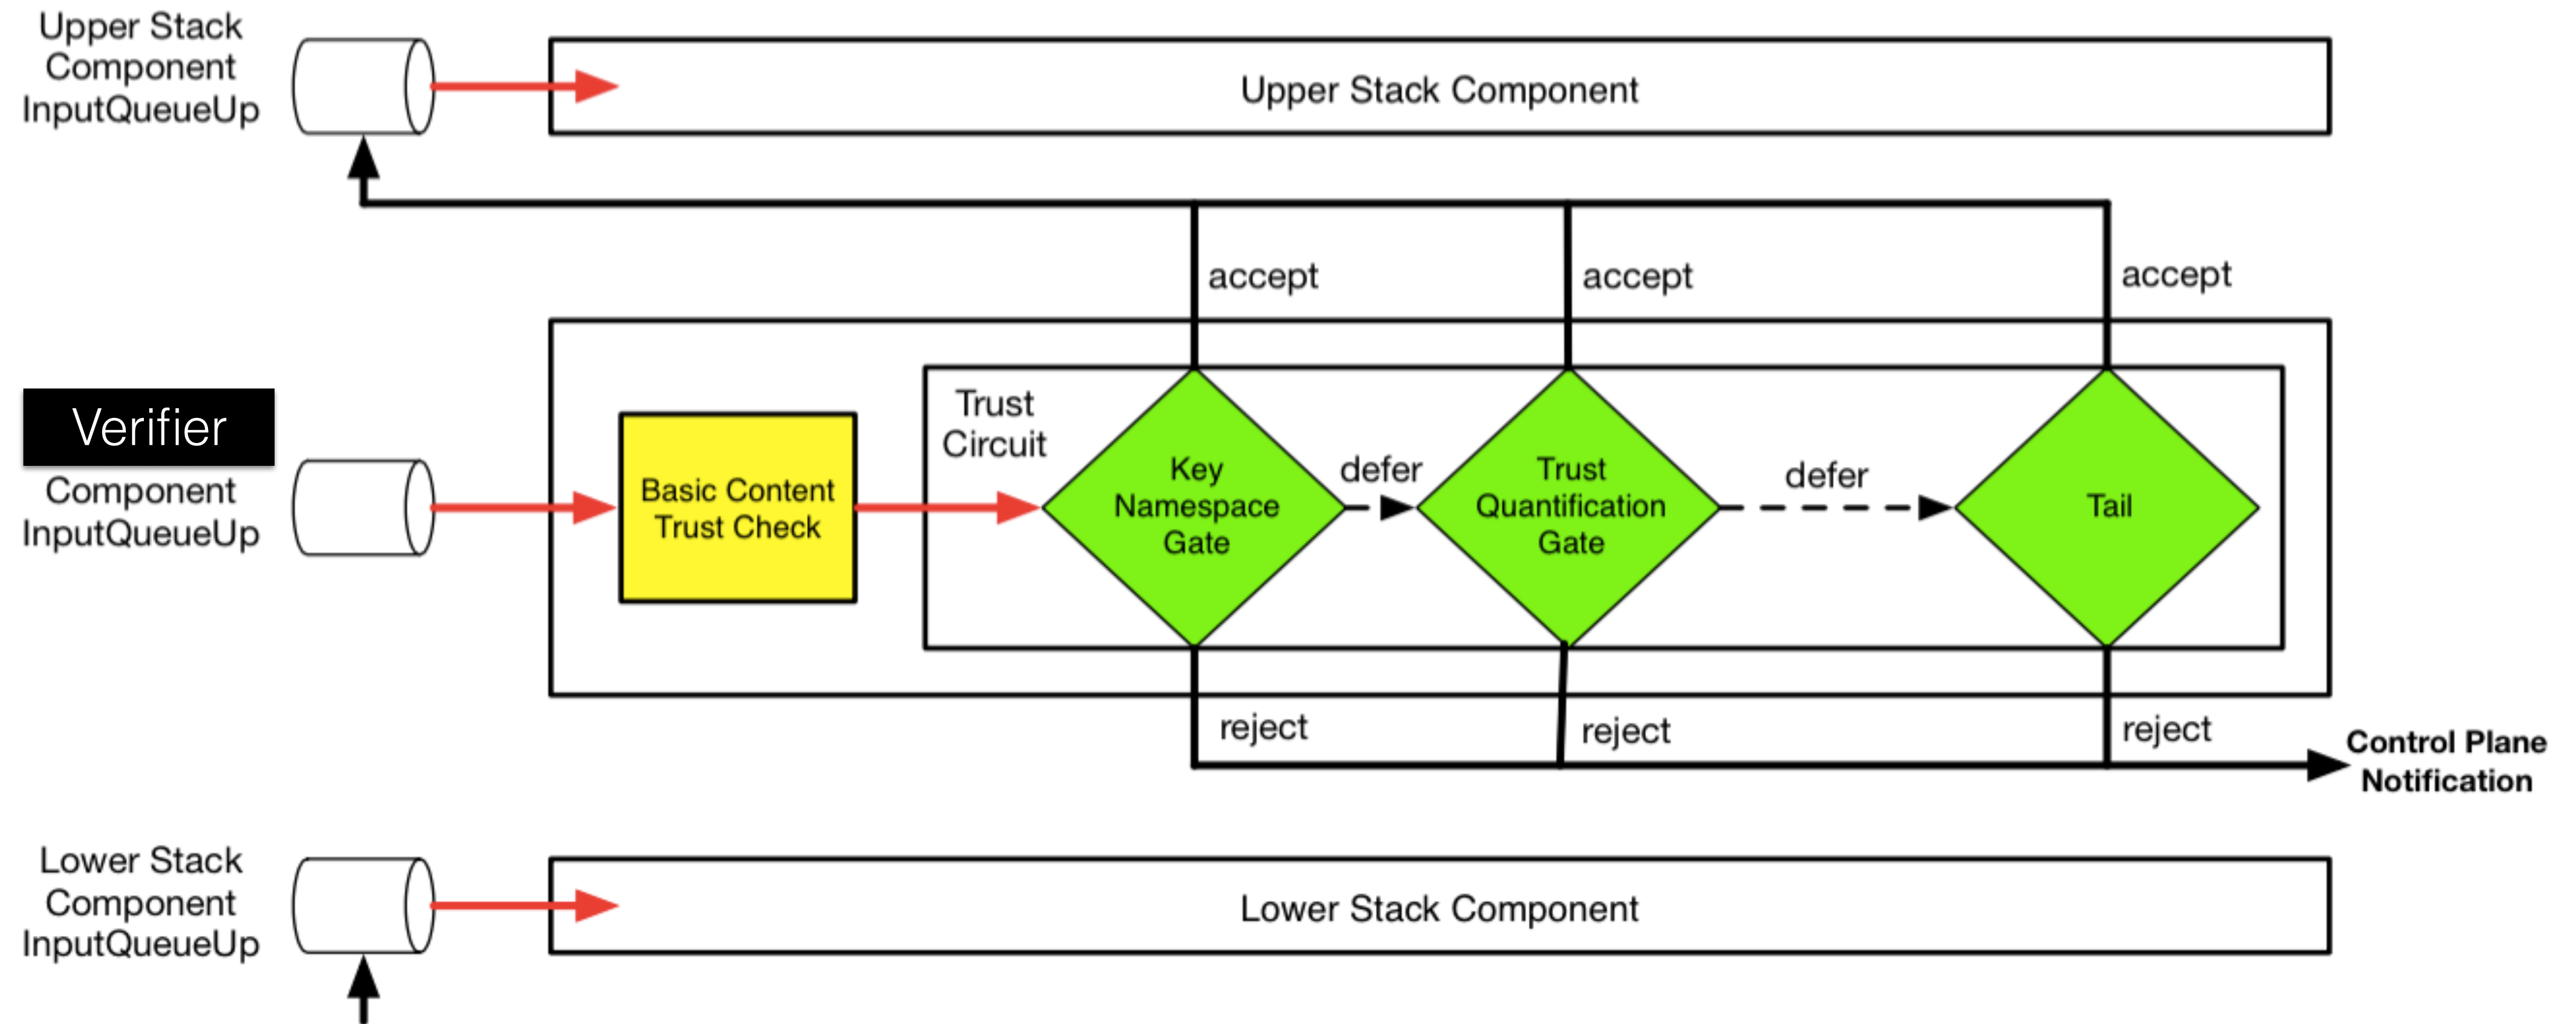 Upper Stack
Component
InputQueueUp
Upper Stack Component
accept
accept
accept
Verifier
Component
InputQueueUp
Basic Content
Trust Check
Trust
Circuit
Key
Namespace
Gate
defer
Trust
Quantification
Gate
defer
Tail
reject
reject
reject
Control Plane
Notification
Lower Stack
Component
InputQueueUp
Lower Stack Component